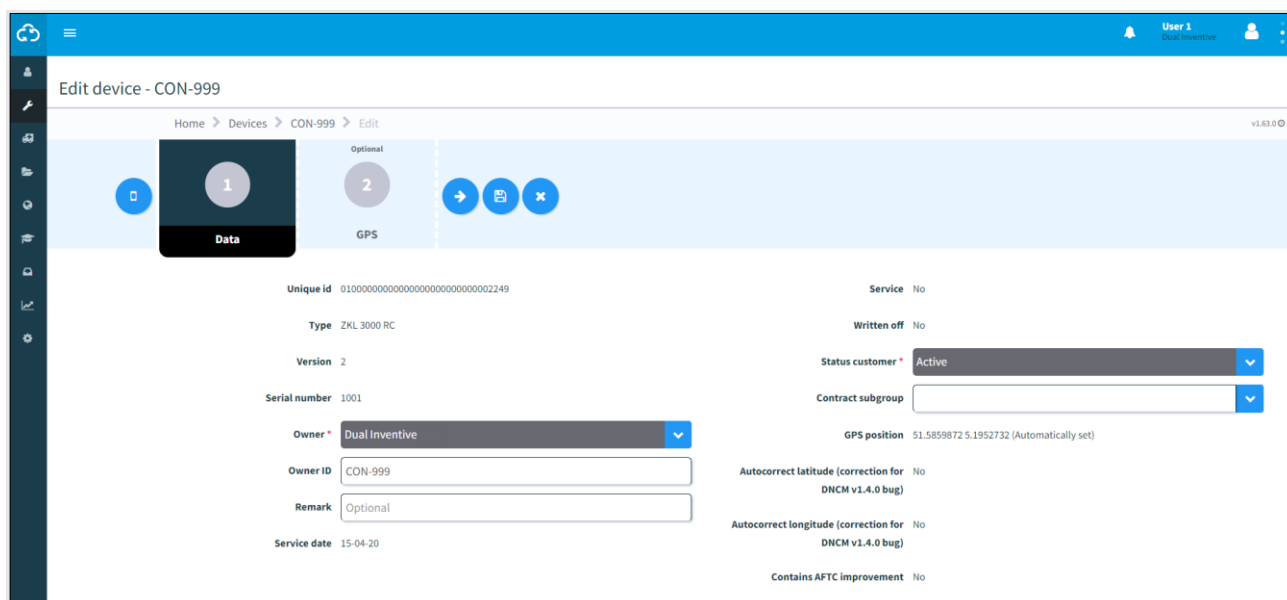 User 1
Dual Inventive
Edit device - CON-999
Home > Devices > CON-999 > Edit
v1.63.0
1
Data
Optional
2
GPS
Unique id 01000000000000000000000000002249
Type ZKL 3000 RC
Version 2
Serial number 1001
Owner * Dual Inventive
Owner ID CON-999
Remark Optional
Service date 15-04-20
Service No
Written off No
Status customer * Active
Contract subgroup
GPS position 51.5859872 5.1952732 (Automatically set)
Autocorrect latitude (correction for No
DNCM v1.4.0 bug)
Autocorrect longitude (correction for No
DNCM v1.4.0 bug)
Contains AFTC improvement No